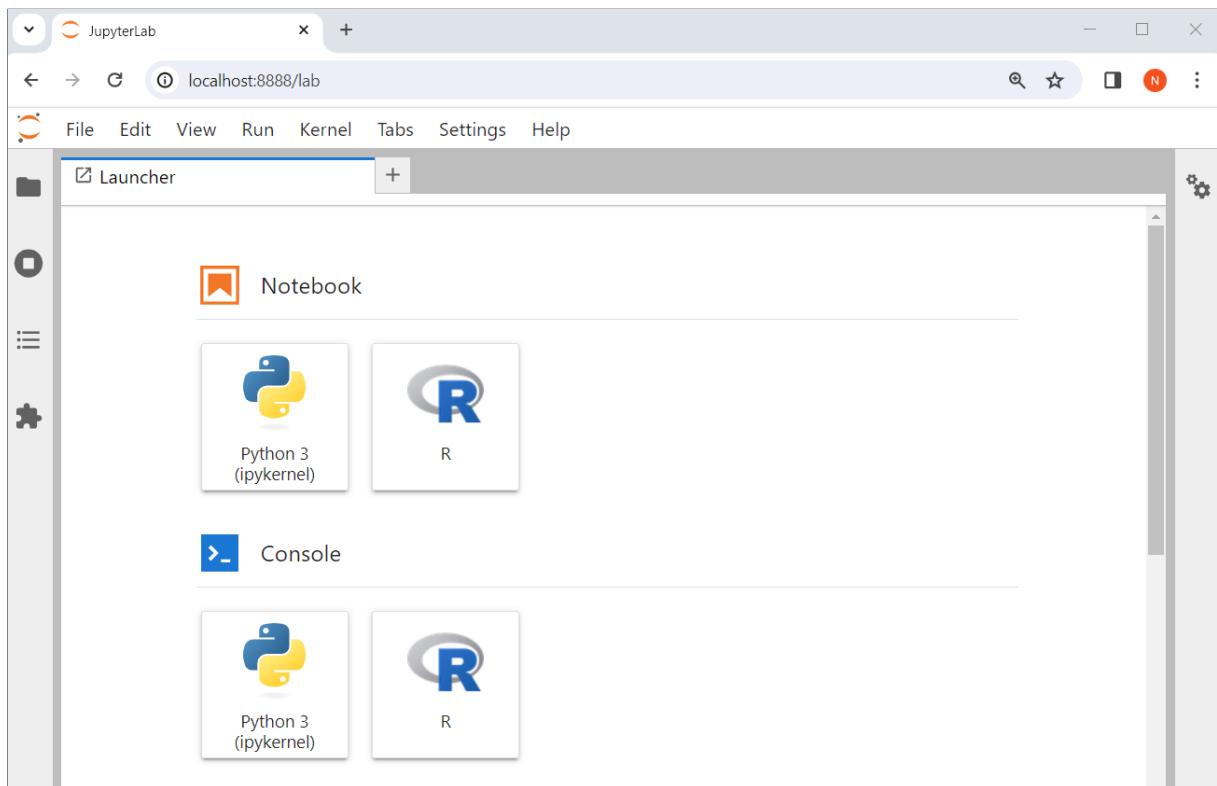 JupyterLab
localhost:8888/lab
N
File Edit View Run Kernel Tabs Settings Help
Launcher
Notebook
Python 3
(ipykernel)
R
R
>_ Console
Python 3
(ipykernel)
R
R